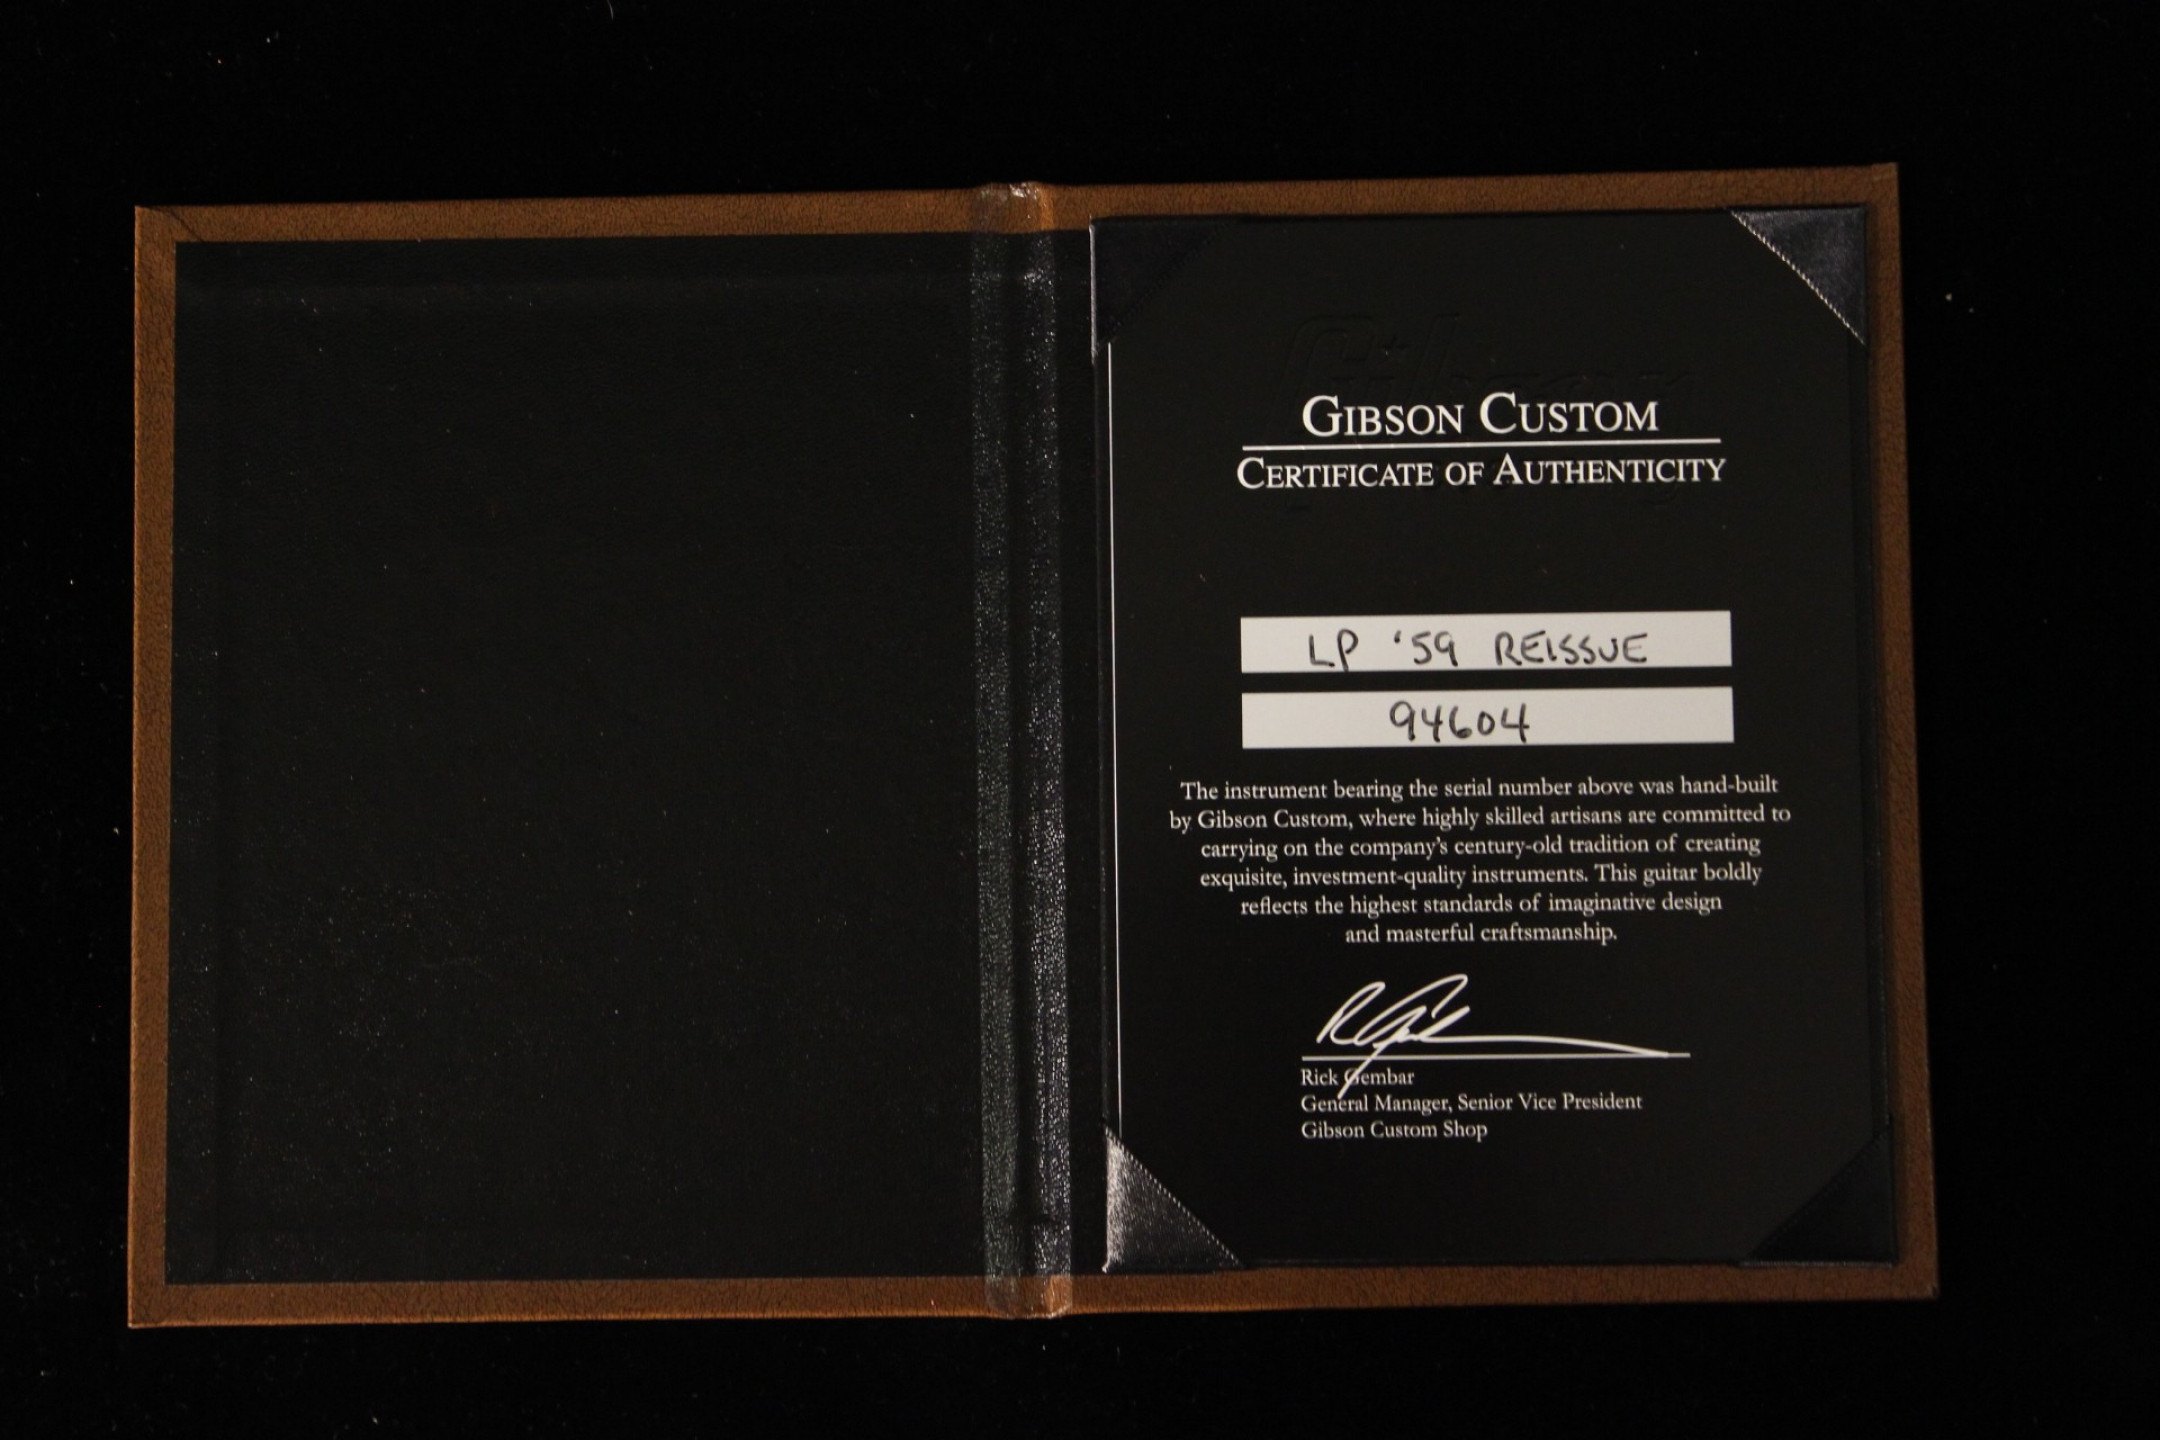 GIBSON CUSTOM
CERTIFICATE OF AUTHENTICITY
LP '59 REISSUE
94604
The instrument bearing the serial number above was hand-built
by Gibson Custom, where highly skilled artisans are committed to
carrying on the company's century-old tradition of creating
exquisite, investment-quality instruments. This guitar boldly
reflects the highest standards of imaginative design
and masterful craftsmanship.
Rick Gembar
General Manager, Senior Vice President
Gibson Custom Shop